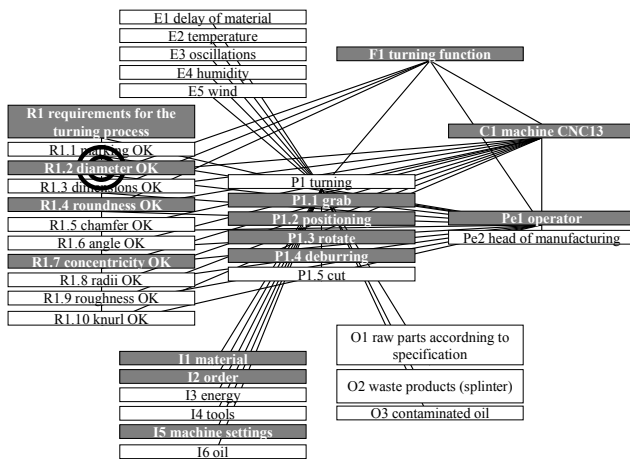 E1 delay of material
E2 temperature
E3 oscillations
E4 humidity
E5 wind
F1 turning function
R1 requirements for the
turning process
R1.1 marking OK
R1.2 diameter OK
R1.3 dimensions OK
R1.4 roundness OK
R1.5 chamfer OK
R1.6 angle OK
R1.7 concentricity OK
R1.8 radii OK
R1.9 roughness OK
R1.10 knurl OK
C1 machine CNC13
P1 turning
P1.1 grab
P1.2 positioning
P1.3 rotate
P1.4 deburring
P1.5 cut
Pe1 operator
Pe2 head of manufacturing
I1 material
I2 order
I3 energy
I4 tools
I5 machine settings
I6 oil
O1 raw parts accordning to
specification
O2 waste products (splinter)
O3 contaminated oil